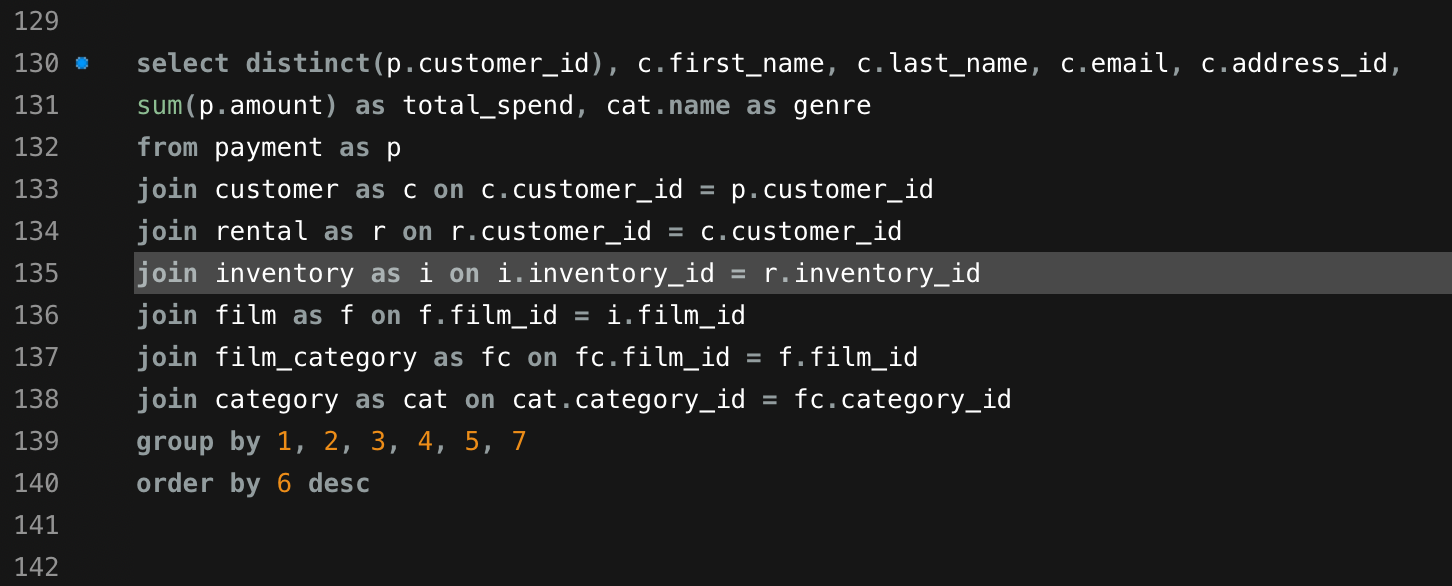 129
130 select distinct(p.customer_id), c.first_name, c.last_name, c.email, c.address_id,
131 sum(p.amount) as total_spend, cat.name as genre
132 from payment as p
133 join customer as c on c.customer_id = p.customer_id
134 join rental as r on r.customer_id = c.customer_id
135 join inventory as i on i.inventory_id = r.inventory_id
136 join film as f on f.film_id = i.film_id
137 join film_category as fc on fc.film_id = f.film_id
138 join category as cat on cat.category_id = fc.category_id
139 group by 1, 2, 3, 4, 5, 7
140 order by 6 desc
141
142